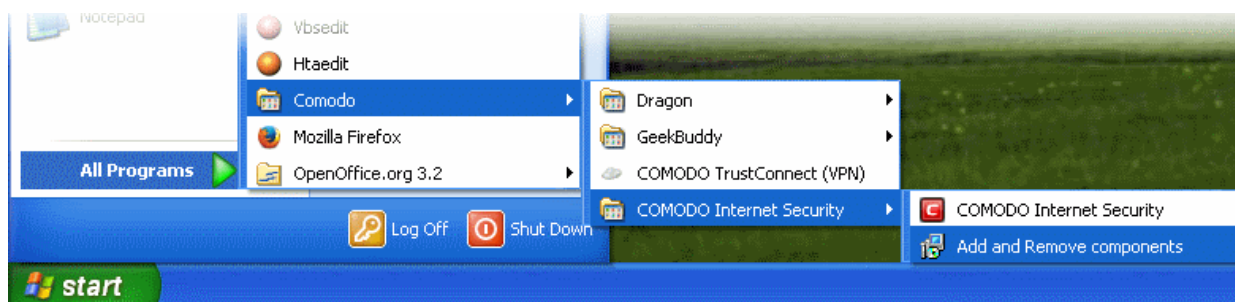 Notepad
Vbsedit
Htaedit
Comodo
Mozilla Firefox
OpenOffice.org 3.2
Dragon
GeekBuddy
COMODO TrustConnect (VPN)
COMODO Internet Security
COMODO Internet Security
Add and Remove components
All Programs
Log Off
Shut Down
start